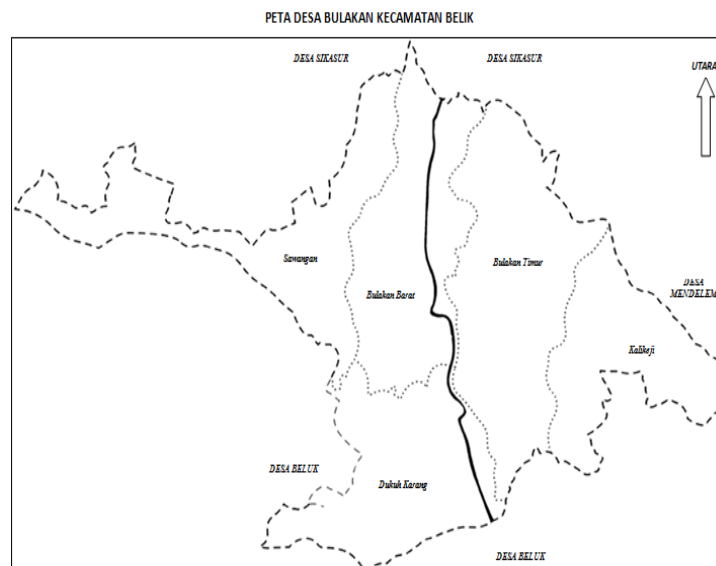 PETA DESA BULAKAN KECAMATAN BELIK
DESA SIKASUR
DESA SIKASUR
UTARA
Sawangan
Bulakan Timur
Bulakan Barat
DESA
MENDELEM
Kalikeji
DESA BELUK
Dukuh Karang
DESA BELUK